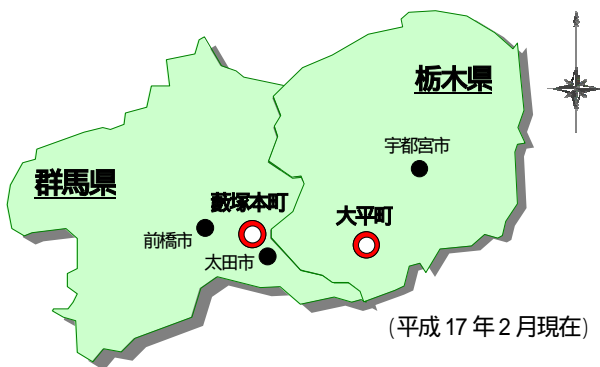 栃木県
宇都宮市
群馬県
藪塚本町
大平町
前橋市
太田市
(平成17年2月現在)